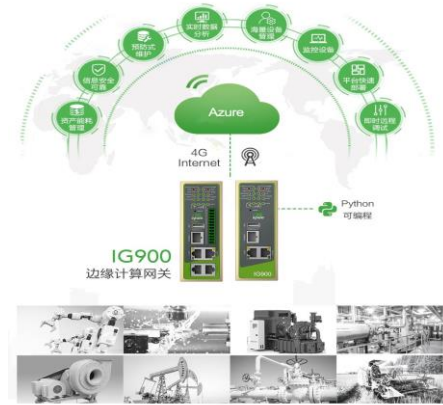 实时数据
分析
海量设备
管理
预防式
维护
监控设备
信息安全
可靠
平台快速
部署
资产能耗
管理
即时远程
调试
Azure
4G
Internet
Python
可编程
IG900
边缘计算网关
IG900